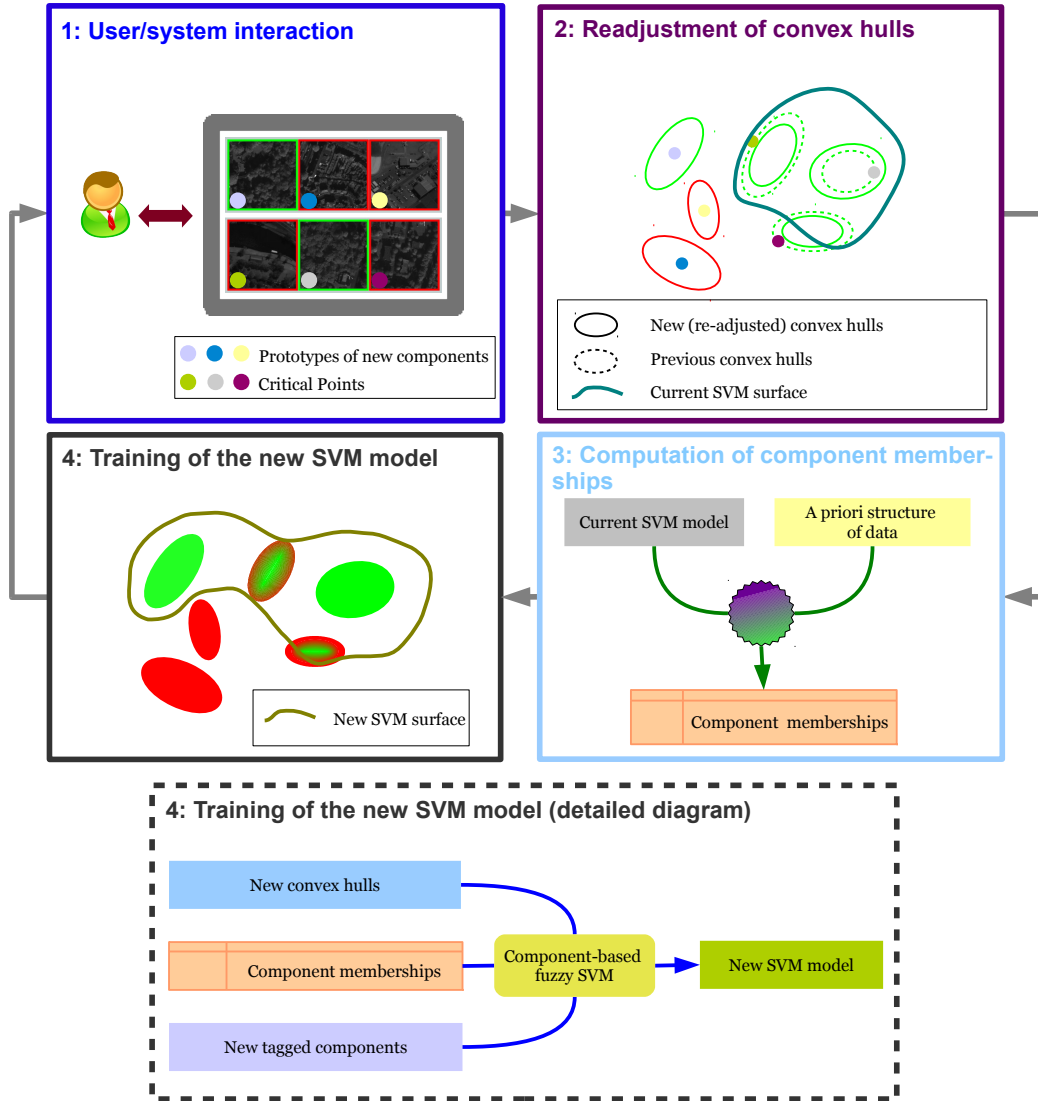 1: User/system interaction
Prototypes of new components
Critical Points
2: Readjustment of convex hulls
New (re-adjusted) convex hulls
Previous convex hulls
Current SVM surface
3: Computation of component member-
ships
Current SVM model
A priori structure
of data
Component memberships
4: Training of the new SVM model
New SVM surface
4: Training of the new SVM model (detailed diagram)
New convex hulls
Component memberships
New tagged components
Component-based
fuzzy SVM
New SVM model